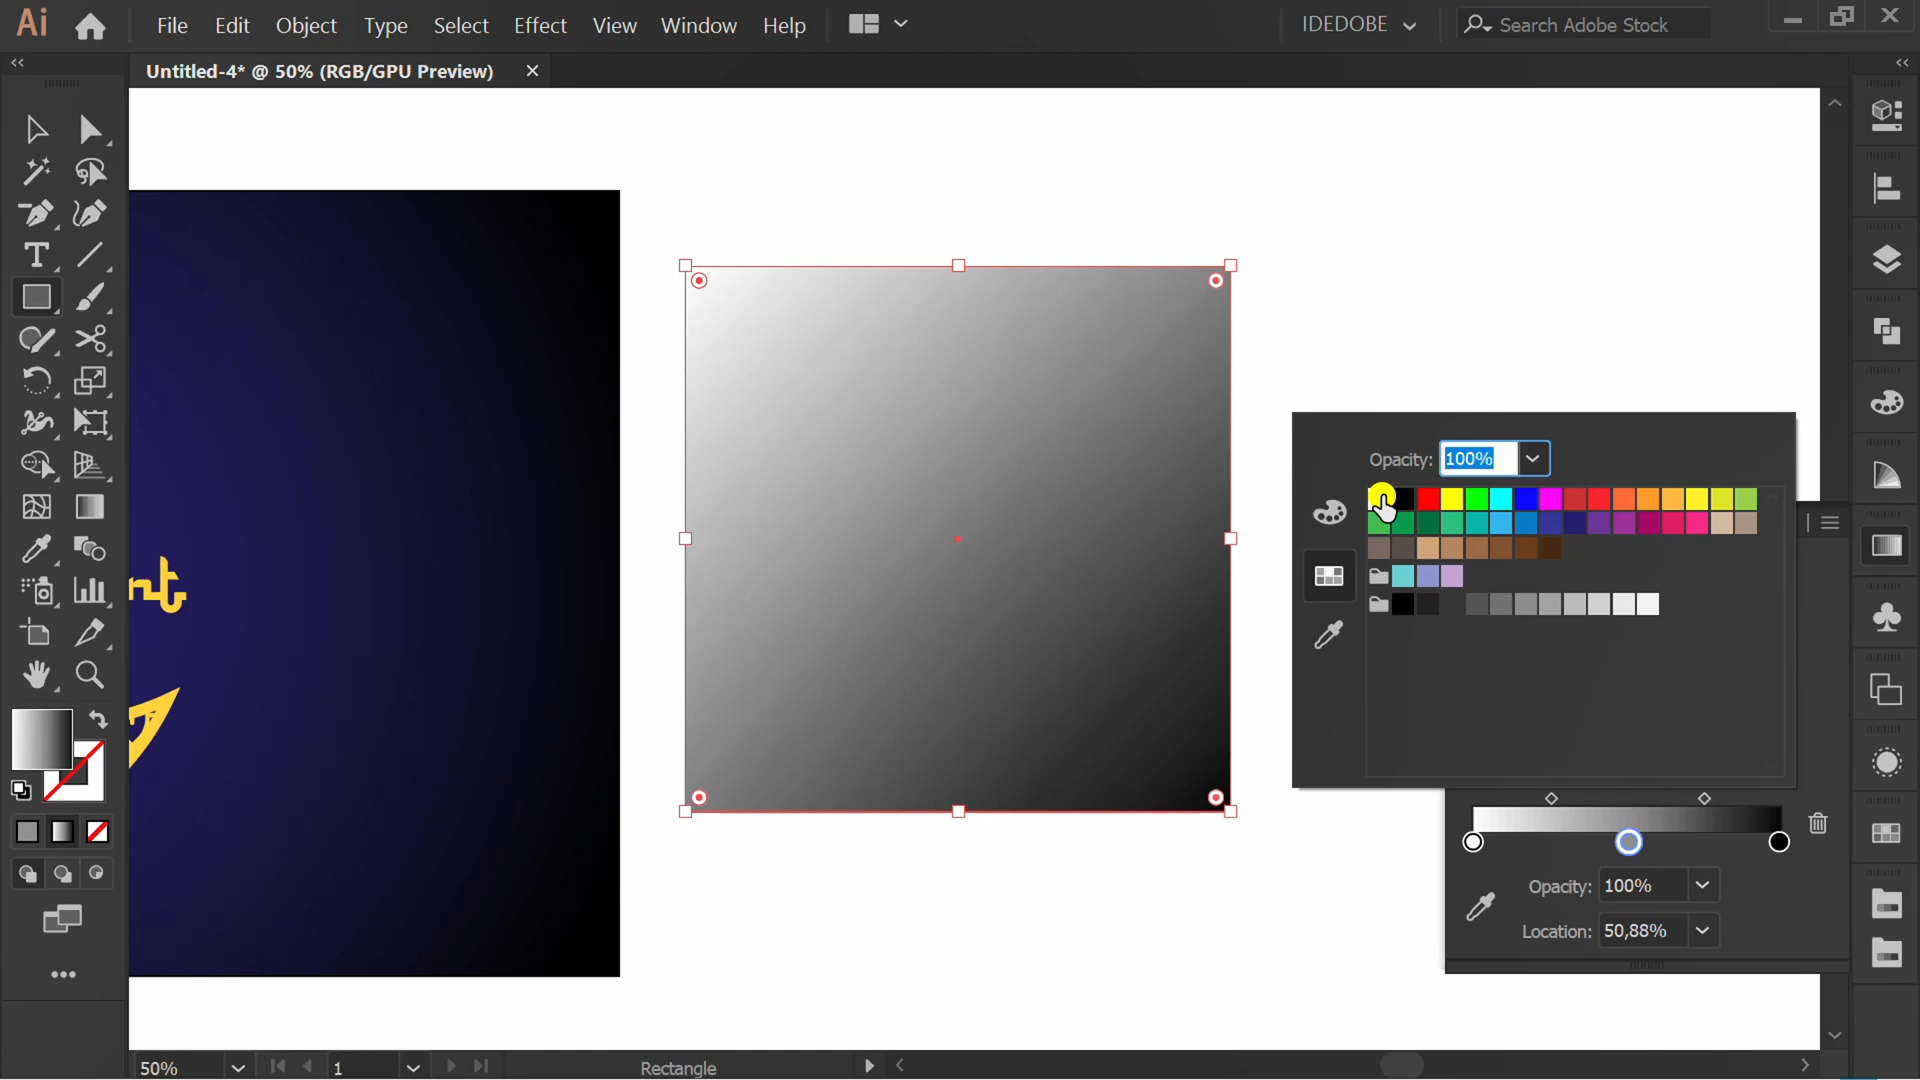 Ai File Edit Object Type Select Effect View Window Help IDEDOBE Search Adobe Stock
Untitled-4* @ 50% (RGB/GPU Preview)
T
nt
Opacity: 100%
Opacity: 100%
Location: 50,88%
50% 1 Rectangle